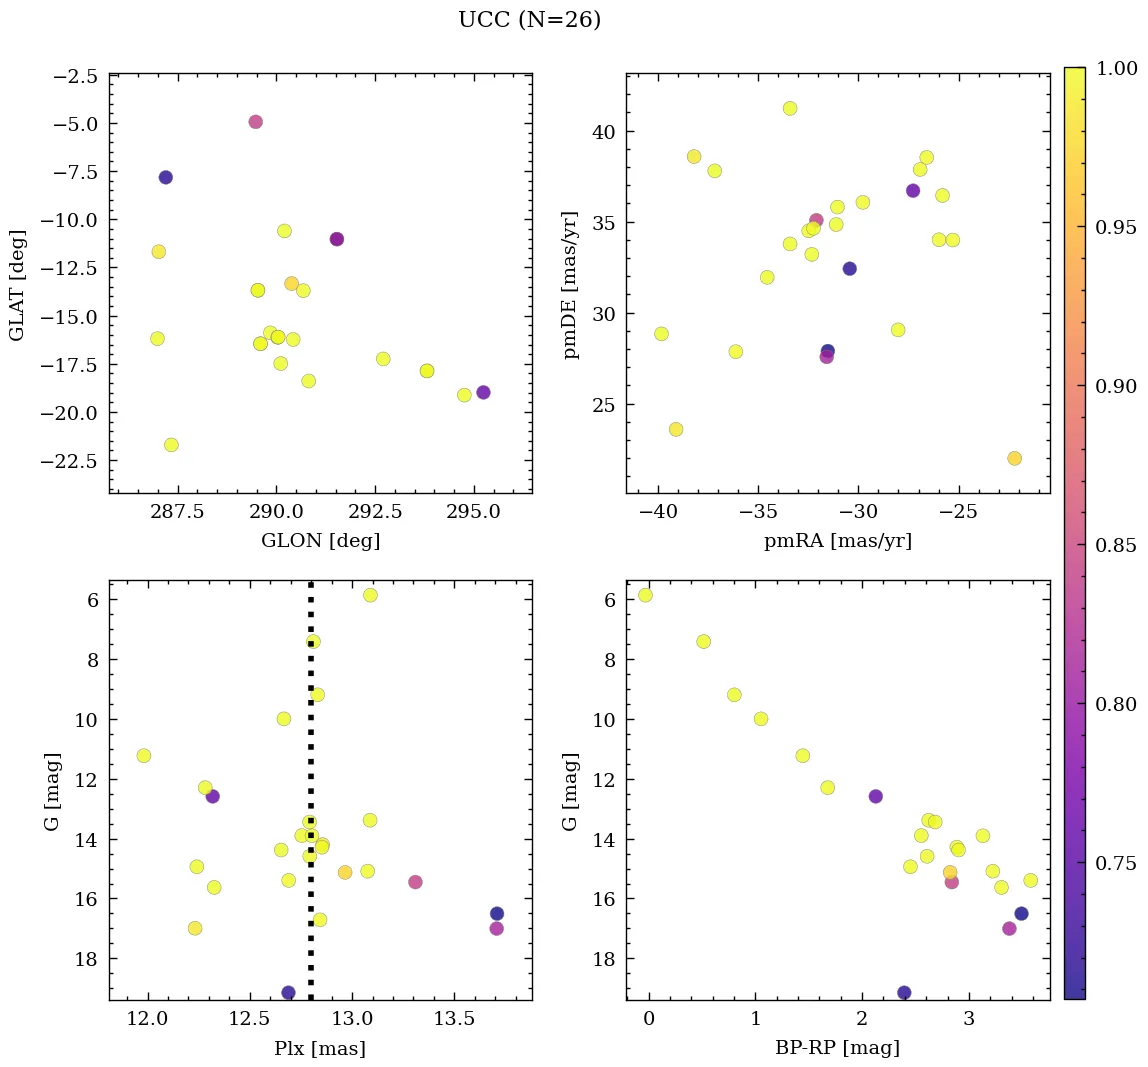 UCC (N=26)
−2.5
−5.0
−7.5
−10.0
−12.5
−15.0
−17.5
−20.0
−22.5
GLAT [deg]
287.5 290.0 292.5 295.0
GLON [deg]
40
35
30
25
pmDE [mas/yr]
−40 −35 −30 −25
pmRA [mas/yr]
6
8
10
12
14
16
18
G [mag]
12.0 12.5 13.0 13.5
Plx [mas]
6
8
10
12
14
16
18
G [mag]
0 1 2 3
BP-RP [mag]
1.00
0.95
0.90
0.85
0.80
0.75